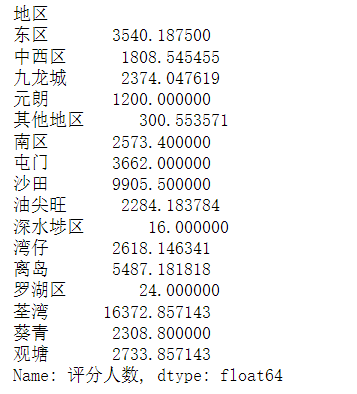 地区
东区 3540.187500
中西区 1808.545455
九龙城 2374.047619
元朗 1200.000000
其他地区 300.553571
南区 2573.400000
屯门 3662.000000
沙田 9905.500000
油尖旺 2284.183784
深水埗区 16.000000
湾仔 2618.146341
离岛 5487.181818
罗湖区 24.000000
荃湾 16372.857143
葵青 2308.800000
观塘 2733.857143
Name: 评分人数, dtype: float64